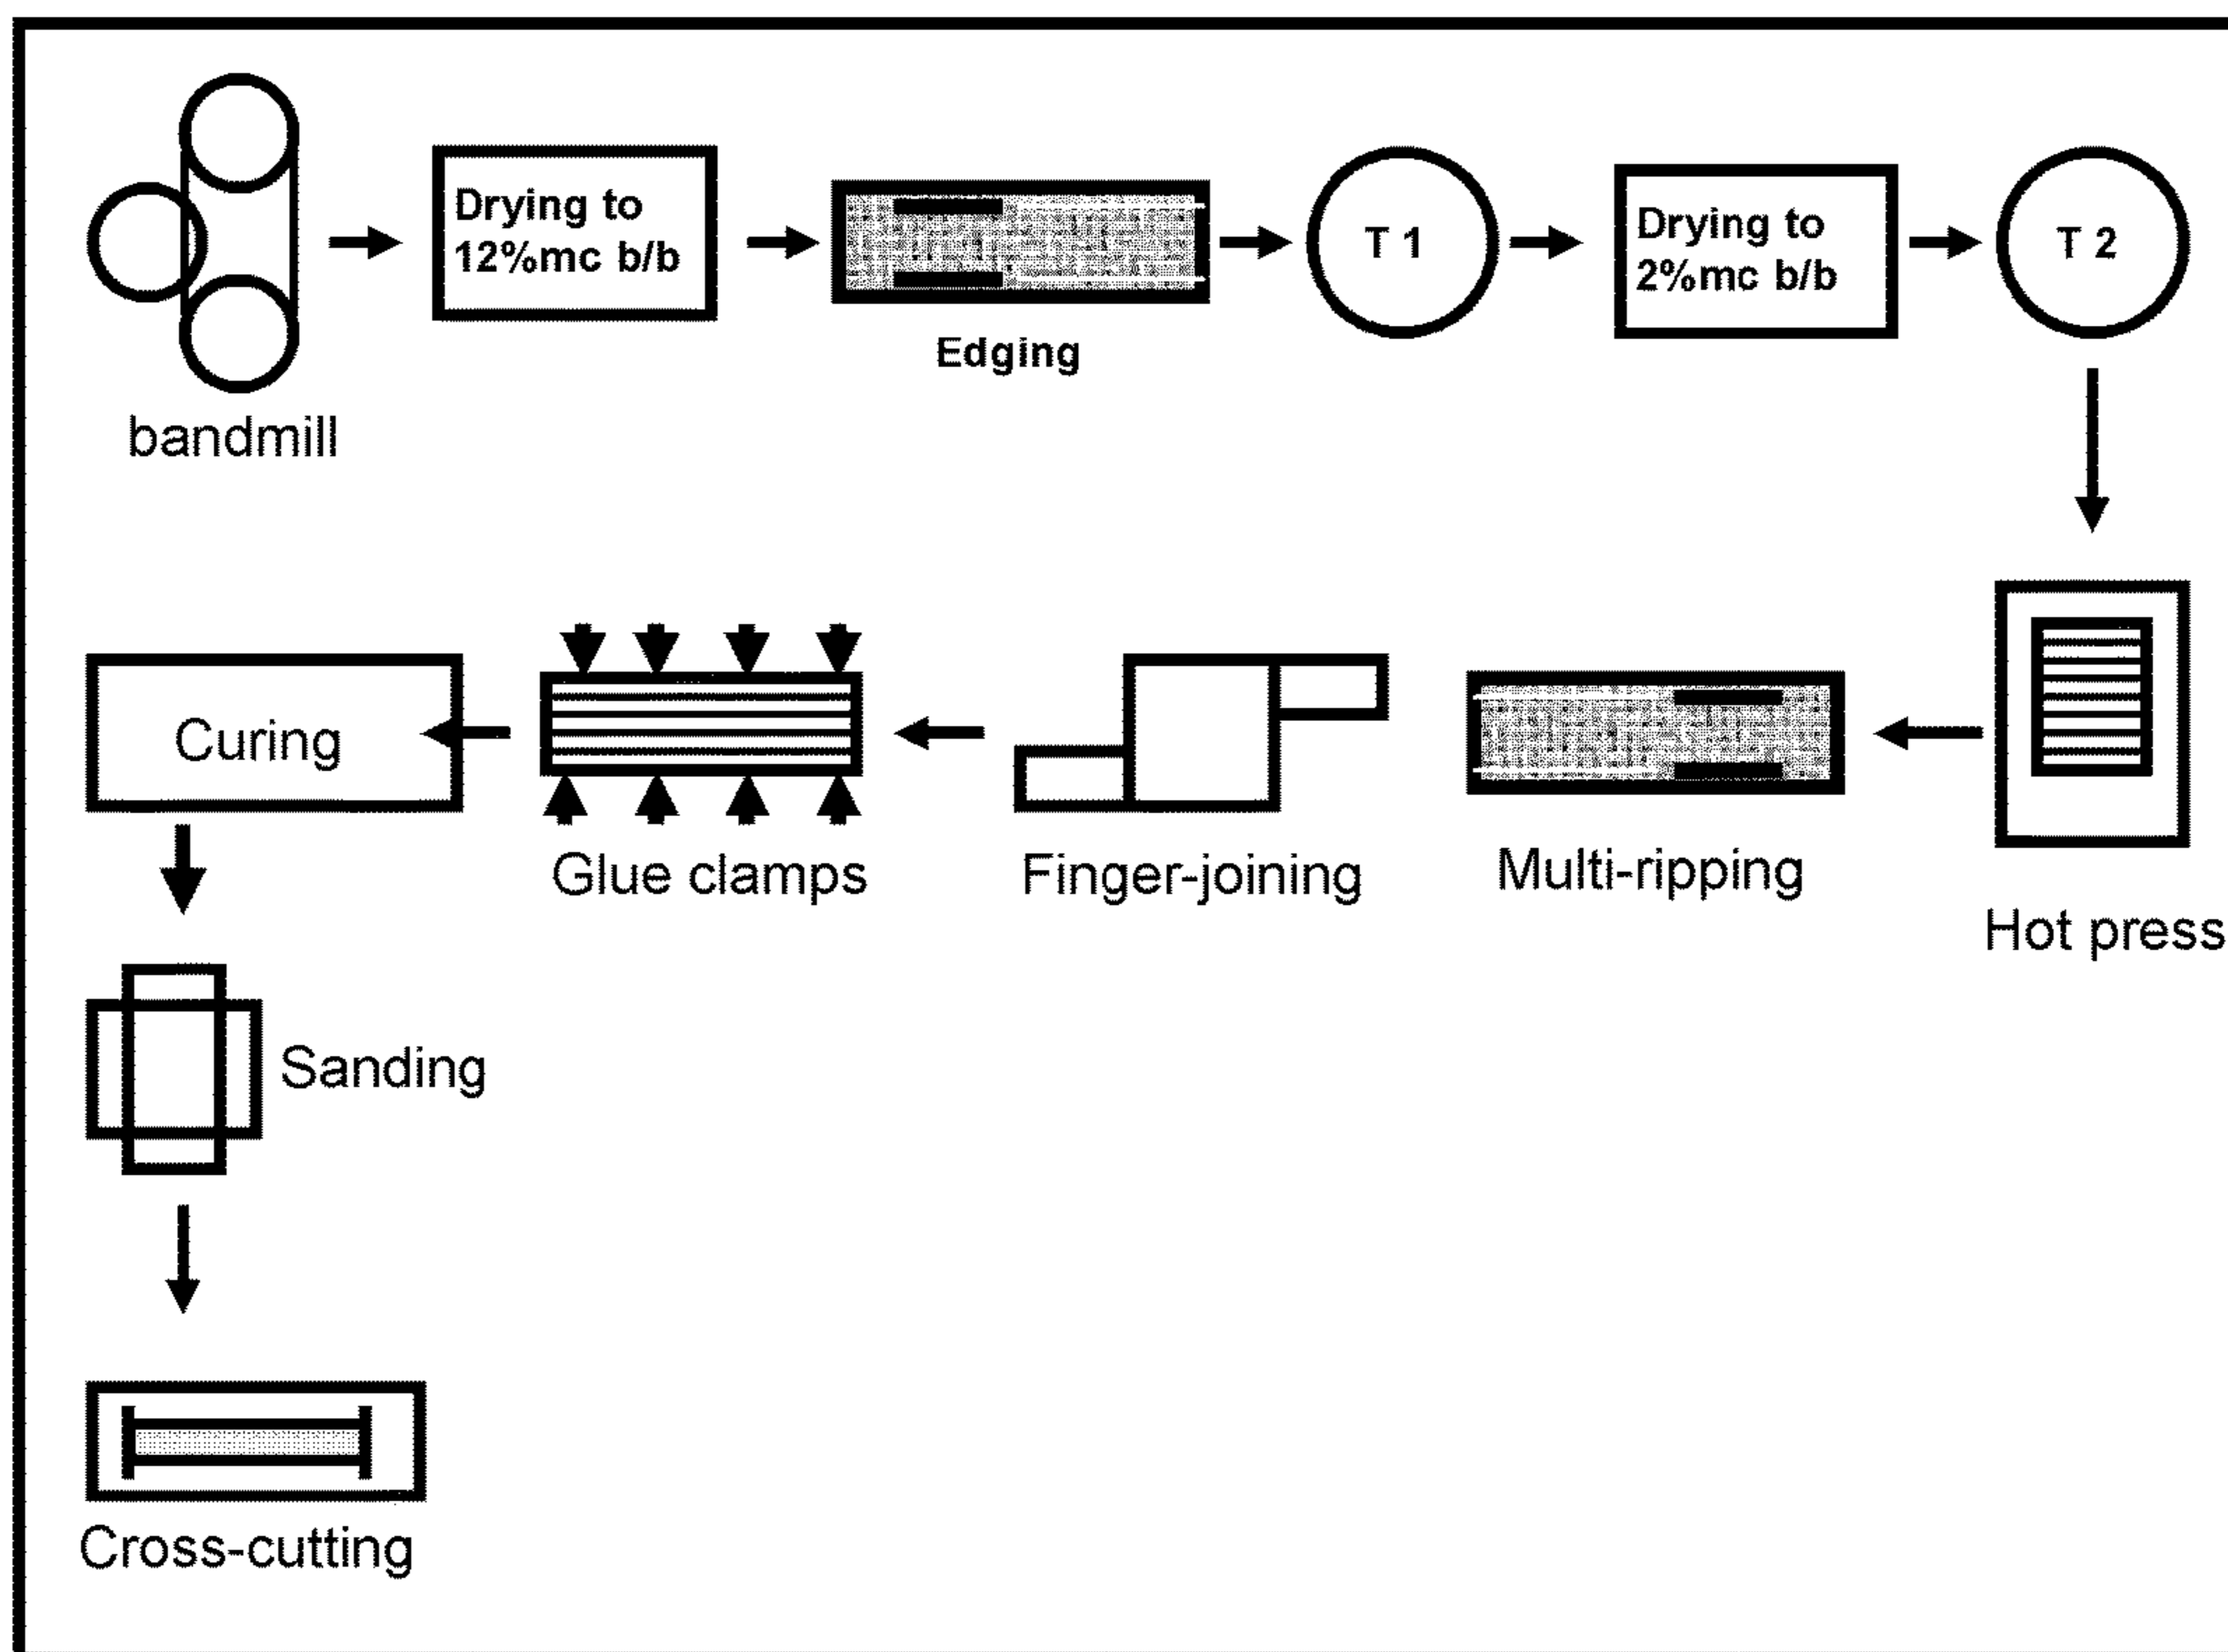 Drying to
12%mc b/b
T 1
Drying to
2%mc b/b
T 2
Edging
bandmill
Curing
Glue clamps
Finger-joining
Multi-ripping
Hot press
Sanding
Cross-cutting